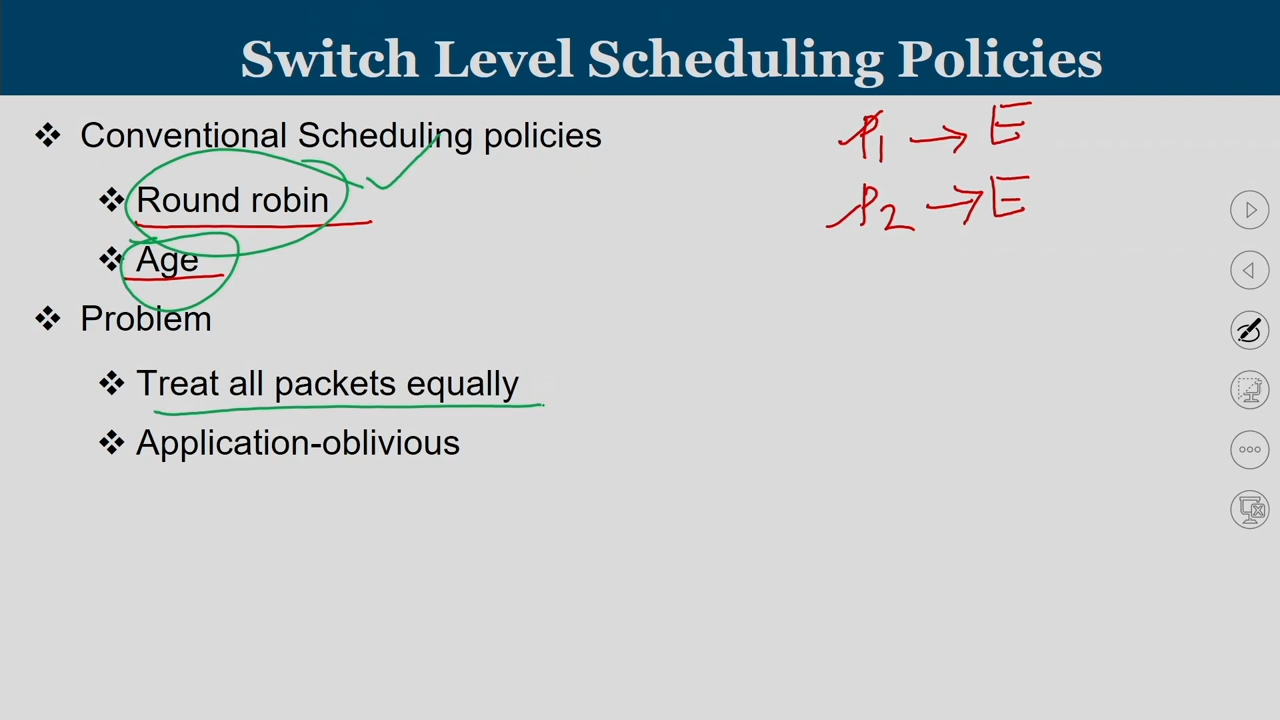 Switch Level Scheduling Policies
❖ Conventional Scheduling policies
❖ Round robin
❖ Age
❖ Problem
❖ Treat all packets equally
❖ Application-oblivious
P1 → E
P2 → E